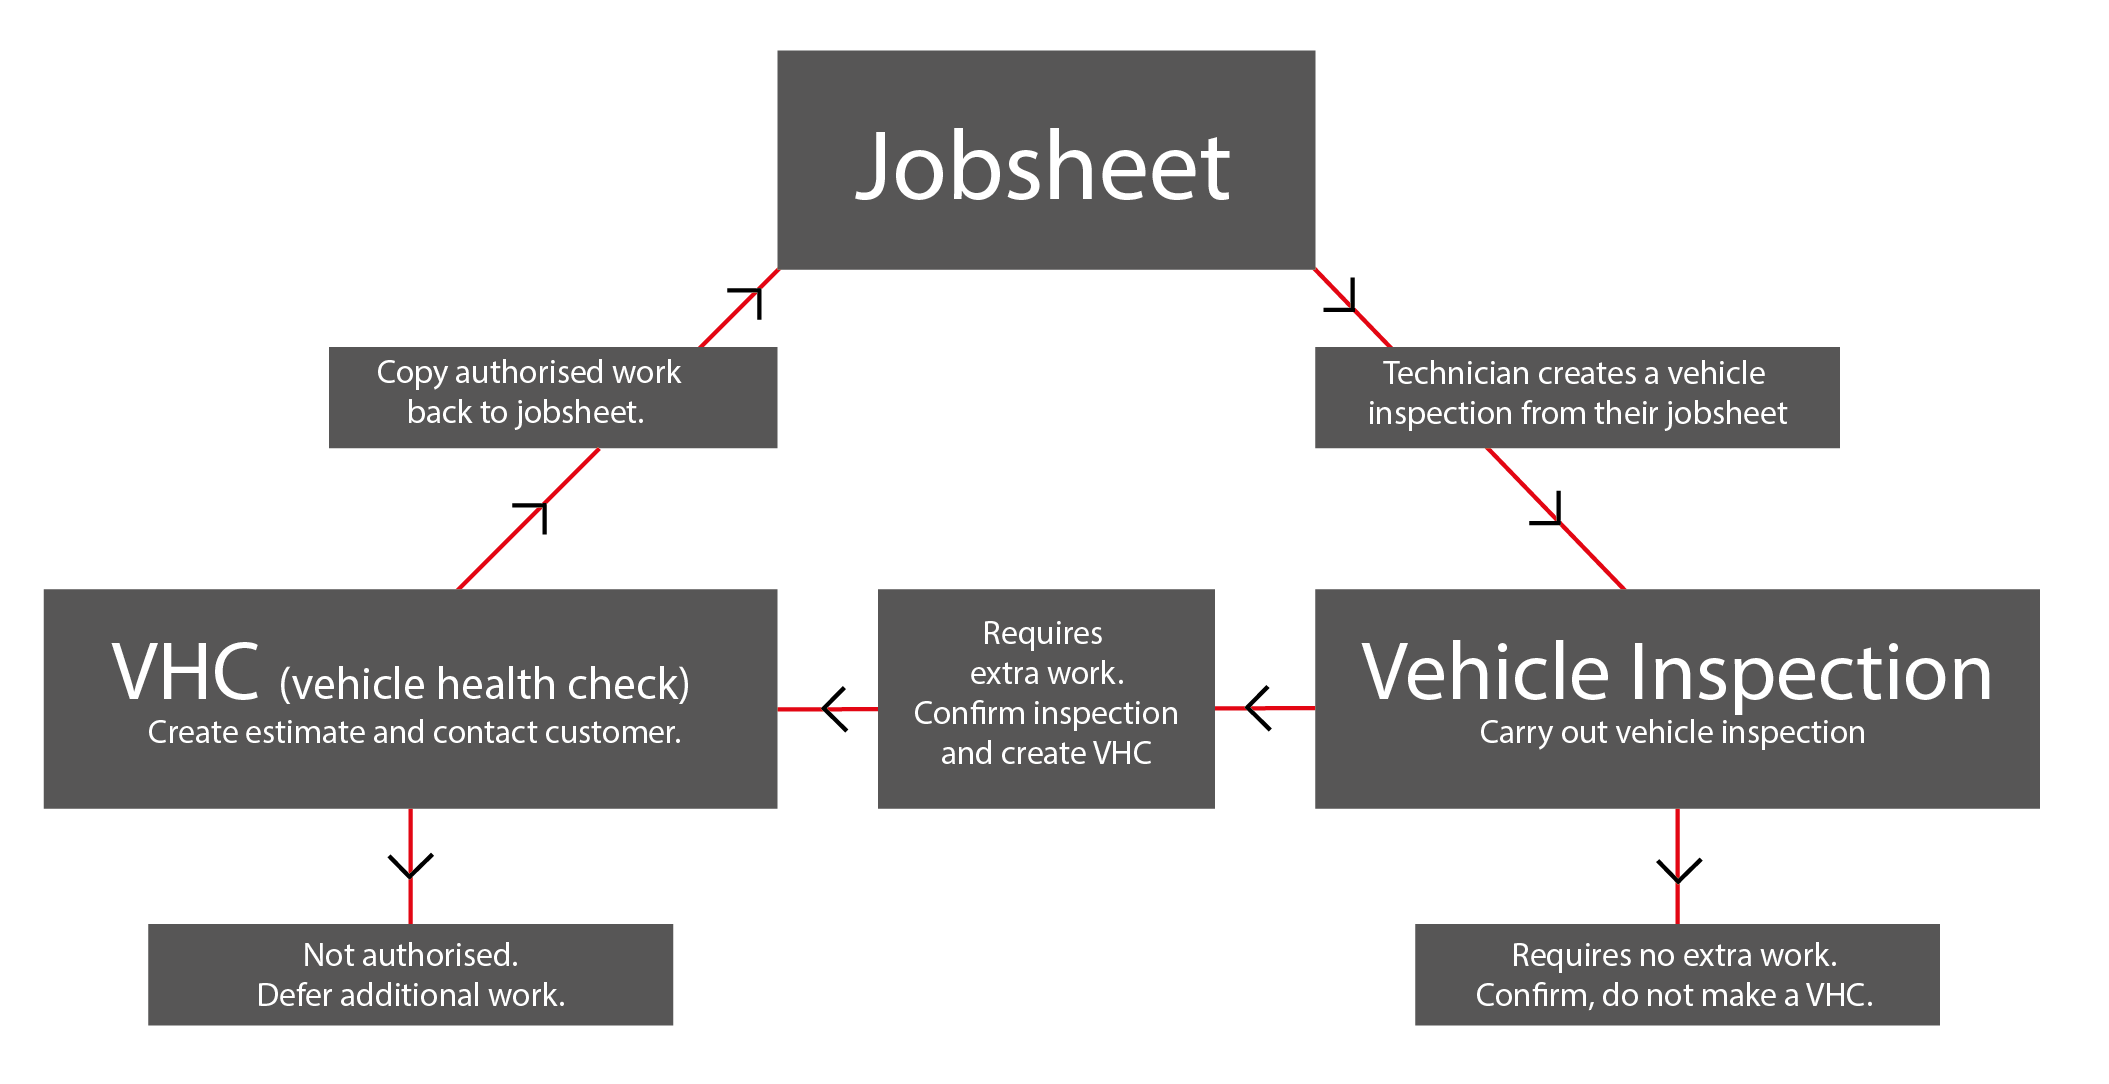 Jobsheet
Copy authorised work
back to jobsheet.
Technician creates a vehicle
inspection from their jobsheet
VHC (vehicle health check)
Create estimate and contact customer.
Requires
extra work.
Confirm inspection
and create VHC
Vehicle Inspection
Carry out vehicle inspection
Not authorised.
Defer additional work.
Requires no extra work.
Confirm, do not make a VHC.